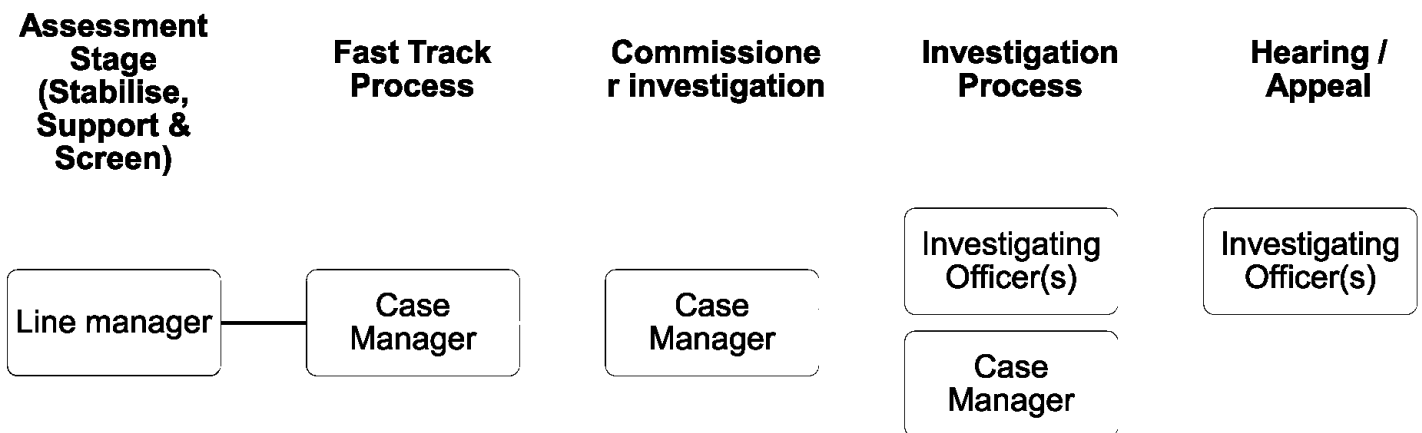 Assessment
Stage
(Stabilise,
Support &
Screen)
Fast Track
Process
Commissione
r investigation
Investigation
Process
Hearing /
Appeal
Line manager
Case
Manager
Case
Manager
Investigating
Officer(s)
Case
Manager
Investigating
Officer(s)